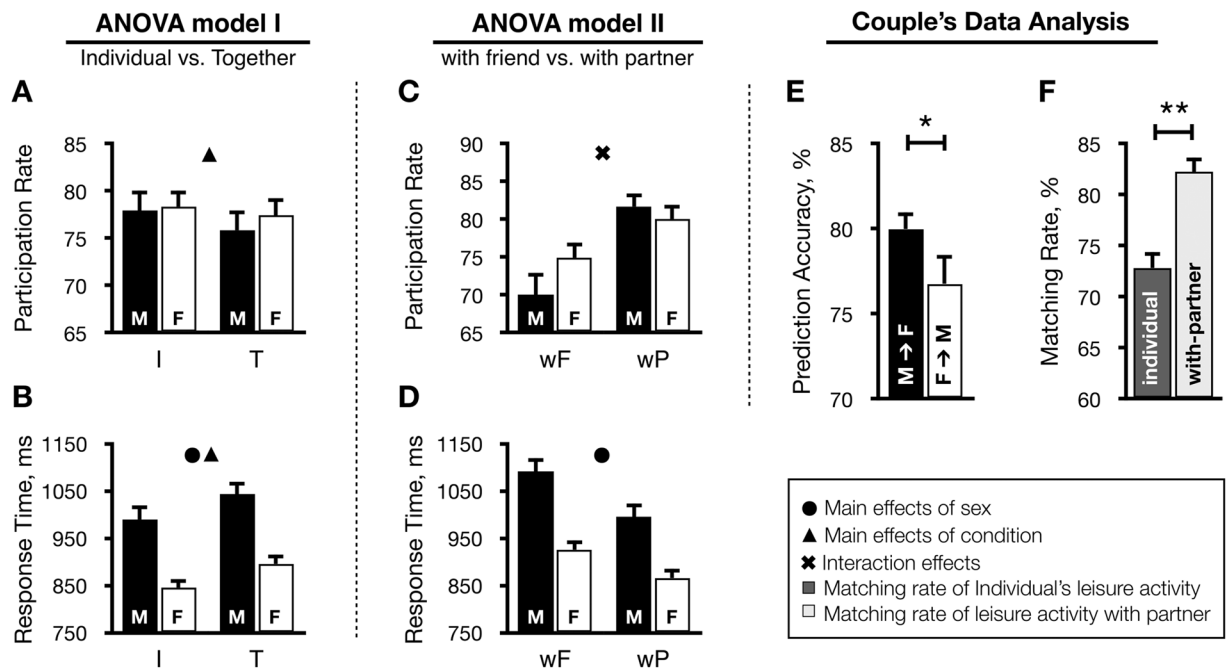 ANOVA model I
Individual vs. Together
ANOVA model II
with friend vs. with partner
Couple's Data Analysis
A
Participation Rate
85
80
75
70
65
M
F
M
F
I
T
C
Participation Rate
90
85
80
75
70
65
M
F
M
F
wF
wP
E
Prediction Accuracy, %
85
80
75
70
*
M → F
F → M
F
Matching Rate, %
85
80
75
70
65
60
**
individual
with-partner
B
Response Time, ms
1150
1050
950
850
750
M
F
M
F
I
T
D
Response Time, ms
1150
1050
950
850
750
M
F
M
F
wF
wP
Main effects of sex
Main effects of condition
Interaction effects
Matching rate of Individual's leisure activity
Matching rate of leisure activity with partner